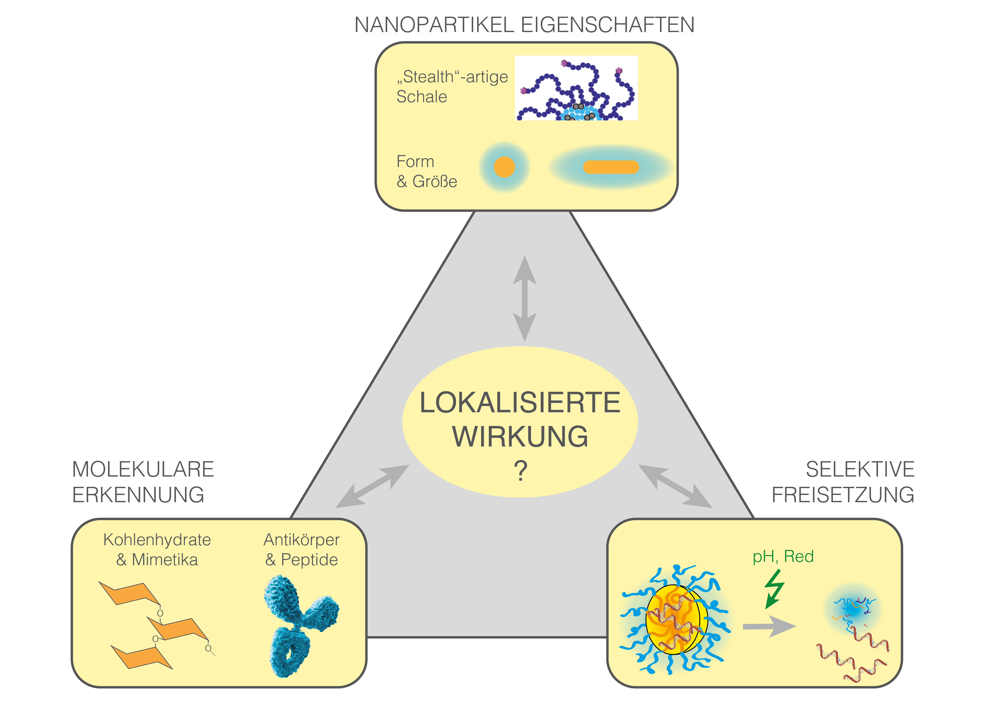 NANOPARTIKEL EIGENSCHAFTEN
„Stealth“-artige
Schale
Form
& Größe
LOKALISIERTE
WIRKUNG
?
MOLEKULARE
ERKENNUNG
Kohlenhydrate
& Mimetika
Antikörper
& Peptide
O
O
O
SELEKTIVE
FREISETZUNG
pH, Red